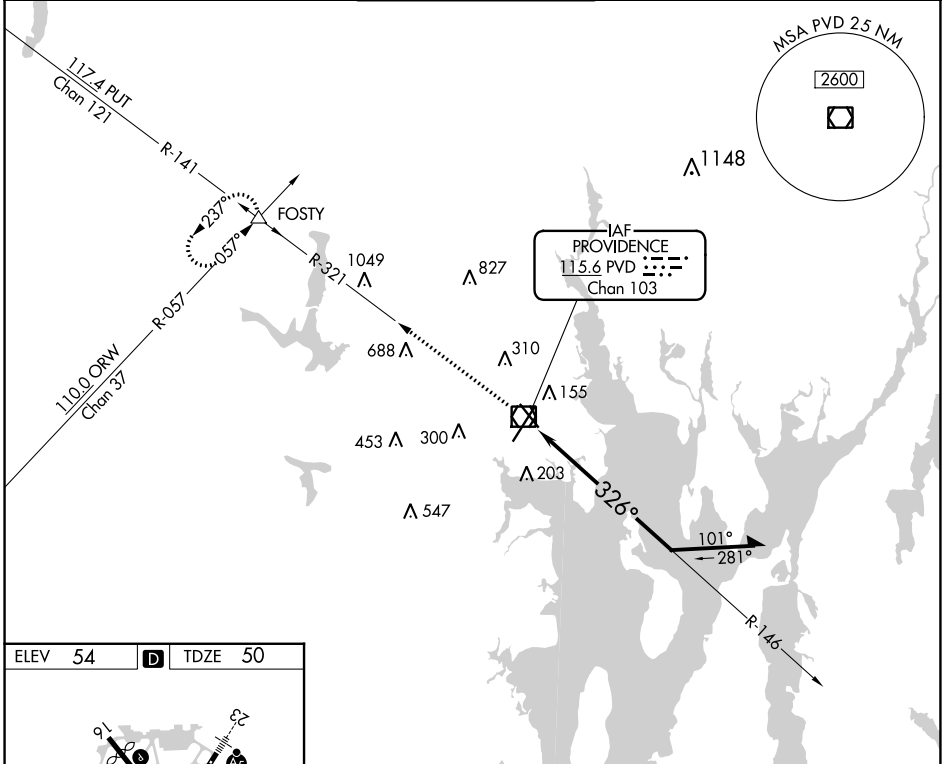 MSA PVD 25 NM
2600
117.4 PUT
Chan 121
R-141
1148
237°
FOSTY
057°
IAF
PROVIDENCE
115.6 PVD
Chan 103
R-321
1049
827
R-057
688
310
110.0 ORW
Chan 37
155
453
300
203
326°
547
101°
281°
R-146
ELEV 54
D
TDZE 50
16
23